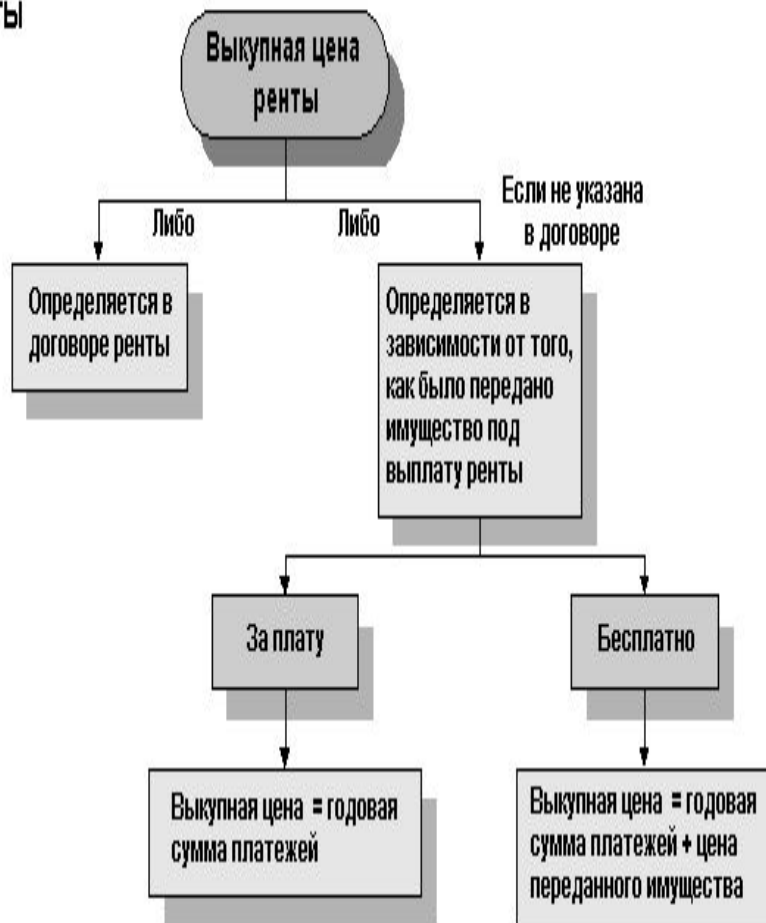 ты
Выкупная цена
ренты
Либо
Либо
Если не указана
в договоре
Определяется в
договоре ренты
Определяется в
зависимости от того,
как было передано
имущество под
выплату ренты
За плату
Бесплатно
Выкупная цена = годовая
сумма платежей
Выкупная цена = годовая
сумма платежей + цена
переданного имущества